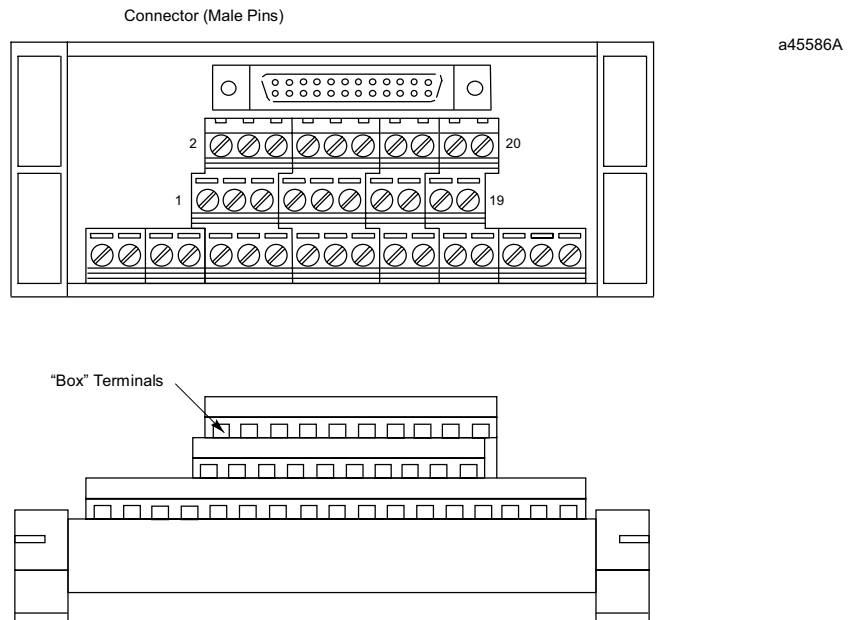 Connector (Male Pins)
a45586A
2
20
1
19
“Box” Terminals